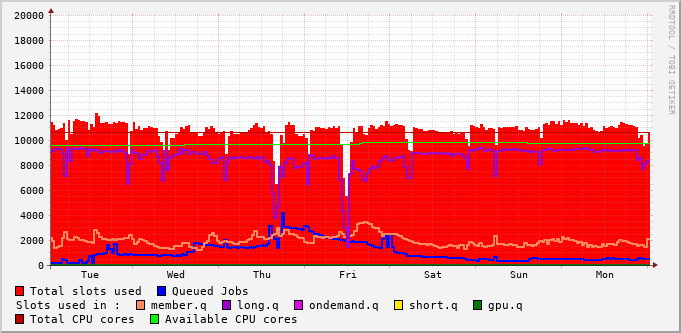 20000
18000
16000
14000
12000
10000
8000
6000
4000
2000
0
Tue Wed Thu Fri Sat Sun Mon
RRDTOOL / TOBI OETIKER
Total slots used Queued Jobs
Slots used in : member.q long.q ondemand.q short.q gpu.q
Total CPU cores Available CPU cores